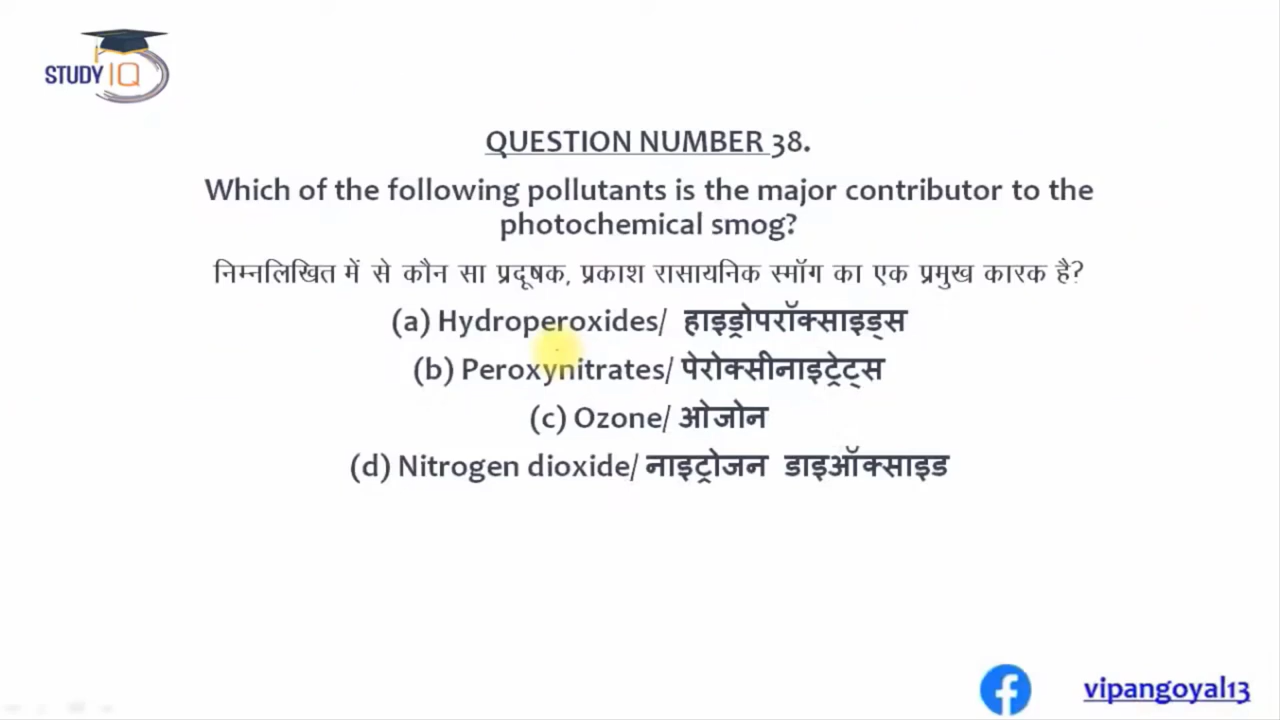 STUDY IQ
QUESTION NUMBER 38.
Which of the following pollutants is the major contributor to the
photochemical smog?
निम्नलिखित में से कौन सा प्रदूषक, प्रकाश रासायनिक स्मॉग का एक प्रमुख कारक है?
(a) Hydroperoxides/ हाइड्रोपरॉक्साइड्स
(b) Peroxynitrates/ पेरोक्सीनाइट्रेट्स
(c) Ozone/ ओजोन
(d) Nitrogen dioxide/ नाइट्रोजन डाइऑक्साइड
vipangoyal13